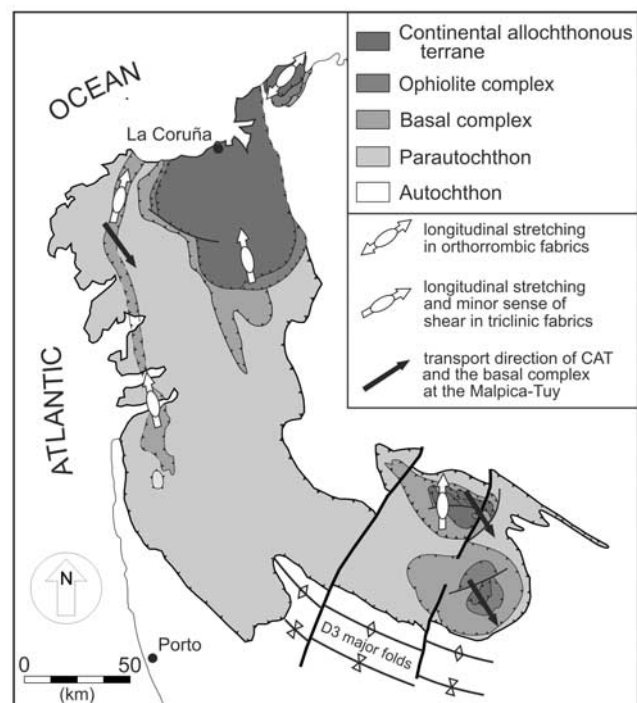 OCEAN
La Coruña
ATLANTIC
N
Porto
0 50
(km)
D3 major folds
Continental allochthonous
terrane
Ophiolite complex
Basal complex
Parautochthon
Autochthon
longitudinal stretching
in orthorrombic fabrics
longitudinal stretching
and minor sense of
shear in triclinic fabrics
transport direction of CAT
and the basal complex
at the Malpica-Tuy